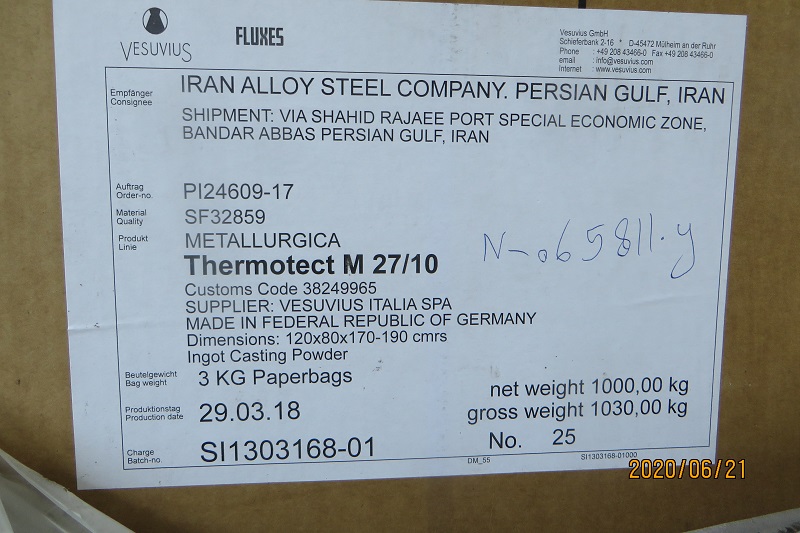 VESUVIUS
FLUXES
Vesuvius GmbH
Schieferbank 2-16 * D-45472 Mülheim an der Ruhr
Phone : +49 208 43466-0 Fax +49 208 43466-0
email : info@vesuvius.com
Internet : www.vesuvius.com
Empfänger
Consignee
IRAN ALLOY STEEL COMPANY. PERSIAN GULF, IRAN
SHIPMENT: VIA SHAHID RAJAEE PORT SPECIAL ECONOMIC ZONE,
BANDAR ABBAS PERSIAN GULF, IRAN
Auftrag
Order-no.
PI24609-17
Material
Quality
SF32859
Produkt
Linie
METALLURGICA
Thermotect M 27/10
Customs Code 38249965
SUPPLIER: VESUVIUS ITALIA SPA
MADE IN FEDERAL REPUBLIC OF GERMANY
Dimensions: 120x80x170-190 cmrs
Ingot Casting Powder
Beutelgewicht
Bag weight
3 KG Paperbags
net weight 1000,00 kg
Produktionstag
Production date
29.03.18
gross weight 1030,00 kg
Charge
Batch-no.
SI1303168-01
No. 25
DM_55
SI1303168-01000
2020/06/21